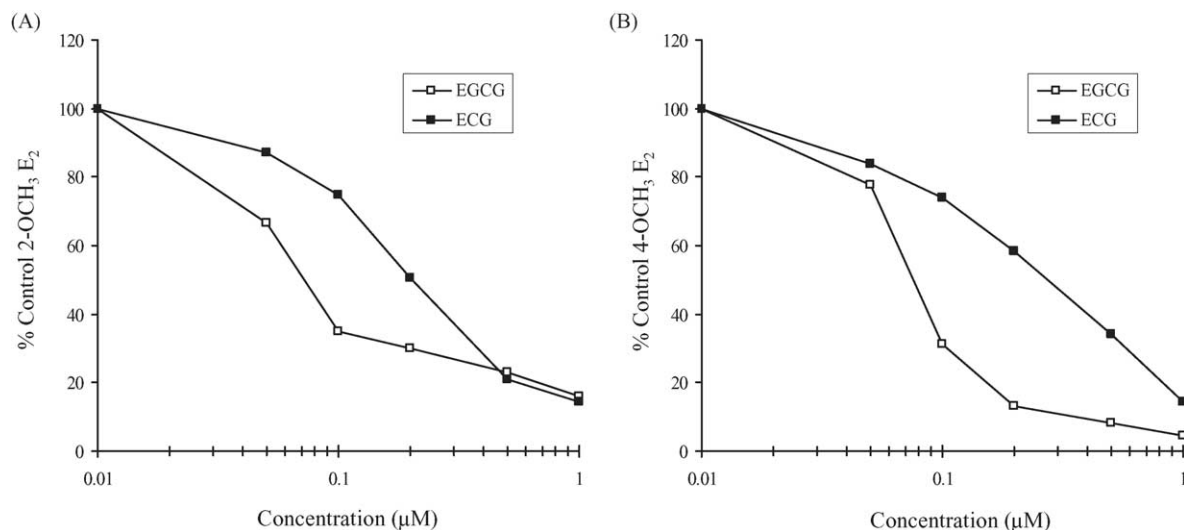 (A)
120
100
80
60
40
20
0
% Control 2-OCH₃ E₂
EGCG
ECG
0.01
0.1
1
Concentration (µM)
(B)
120
100
80
60
40
20
0
% Control 4-OCH₃ E₂
EGCG
ECG
0.01
0.1
1
Concentration (µM)